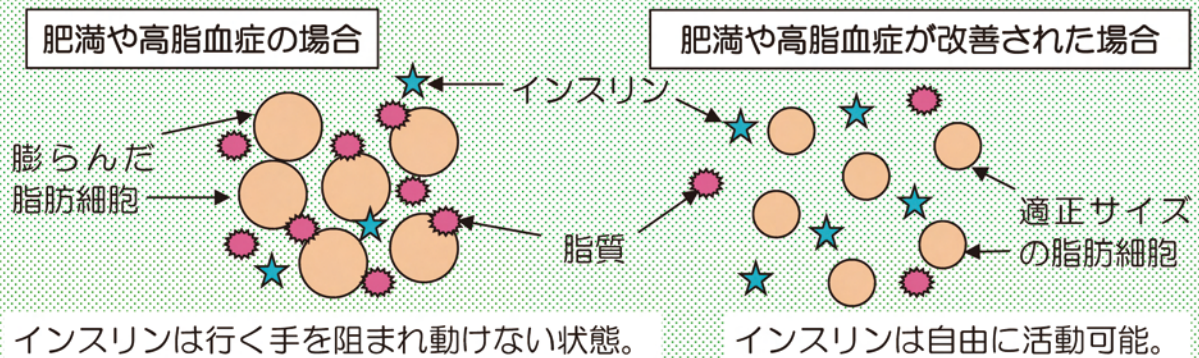 肥満や高脂血症の場合
肥満や高脂血症が改善された場合
インスリン
膨らんだ
脂肪細胞
脂質
適正サイズ
の脂肪細胞
インスリンは行く手を阻まれ動けない状態。
インスリンは自由に活動可能。